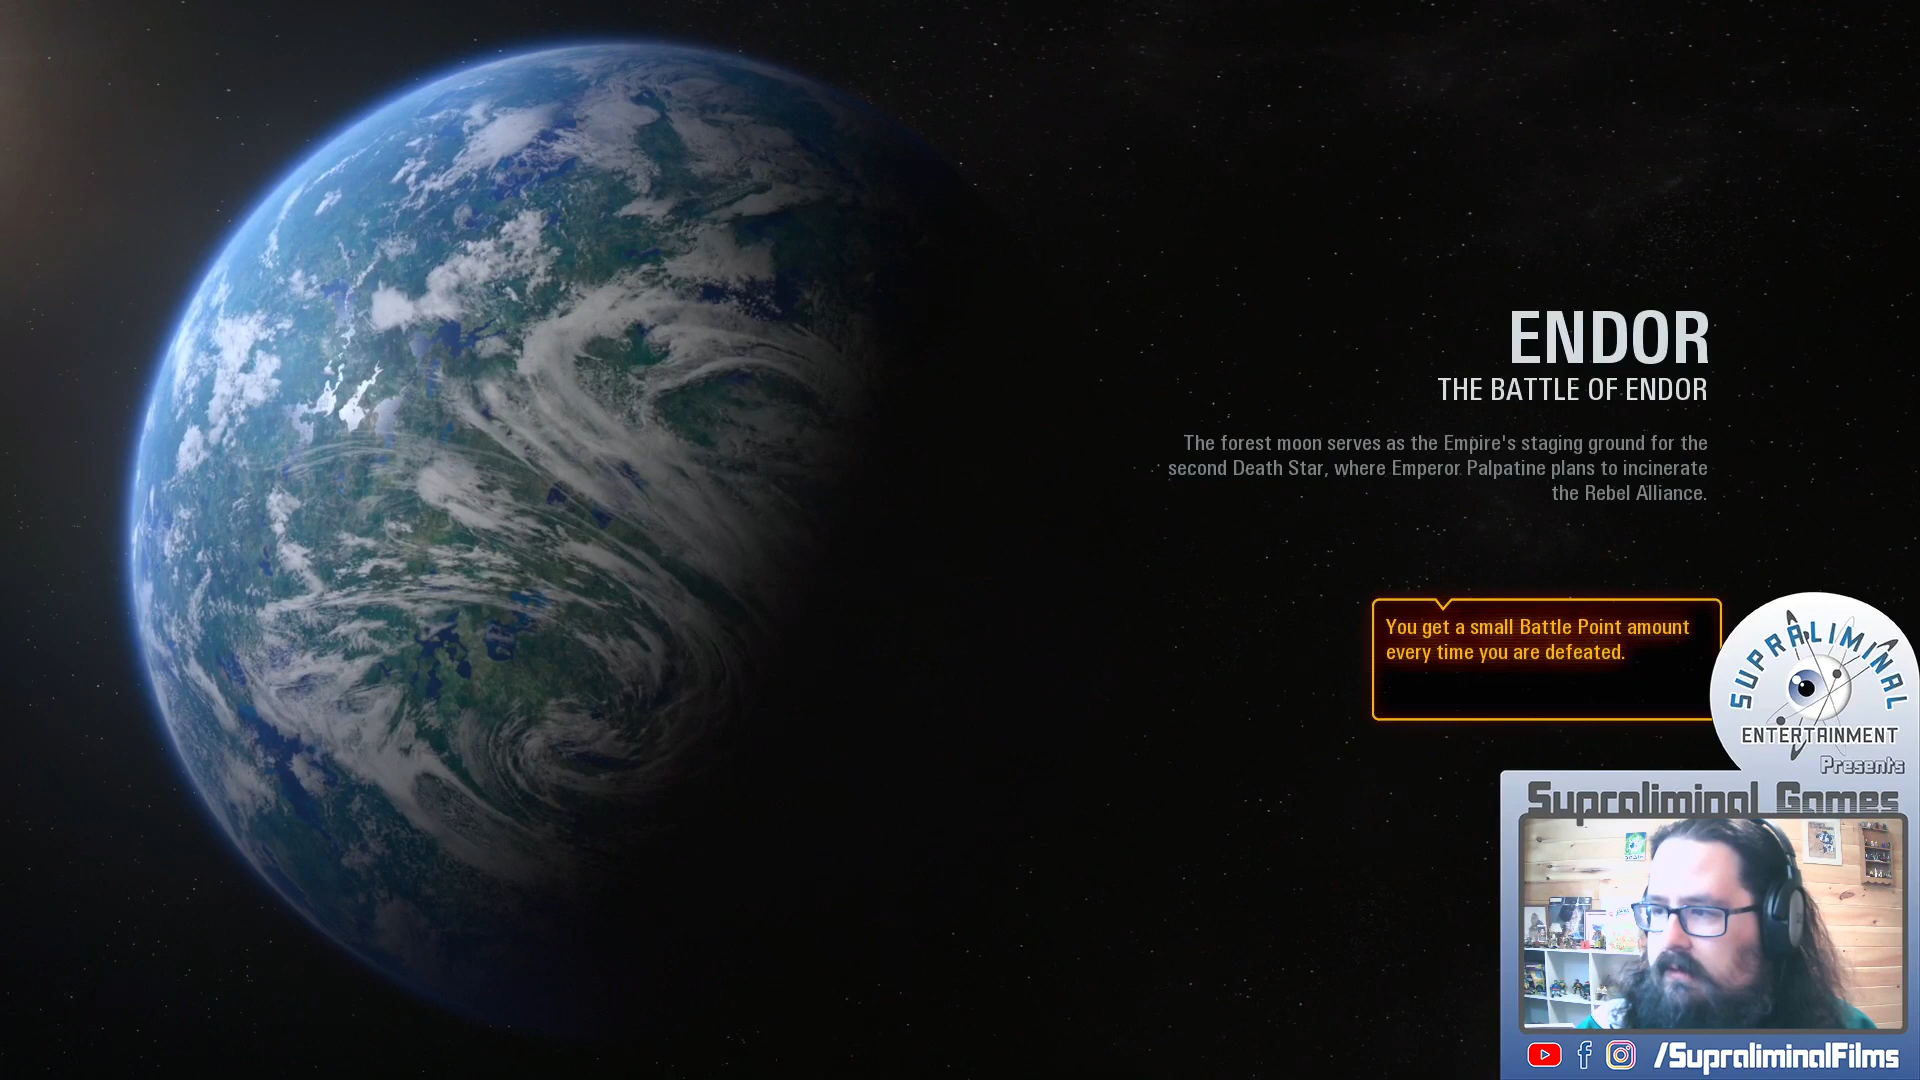 ENDOR
THE BATTLE OF ENDOR
The forest moon serves as the Empire's staging ground for the
second Death Star, where Emperor Palpatine plans to incinerate
the Rebel Alliance.
You get a small Battle Point amount
every time you are defeated.
SUPRALIMINAL
ENTERTAINMENT
Presents
Supraliminal Games
/SupraliminalFilms